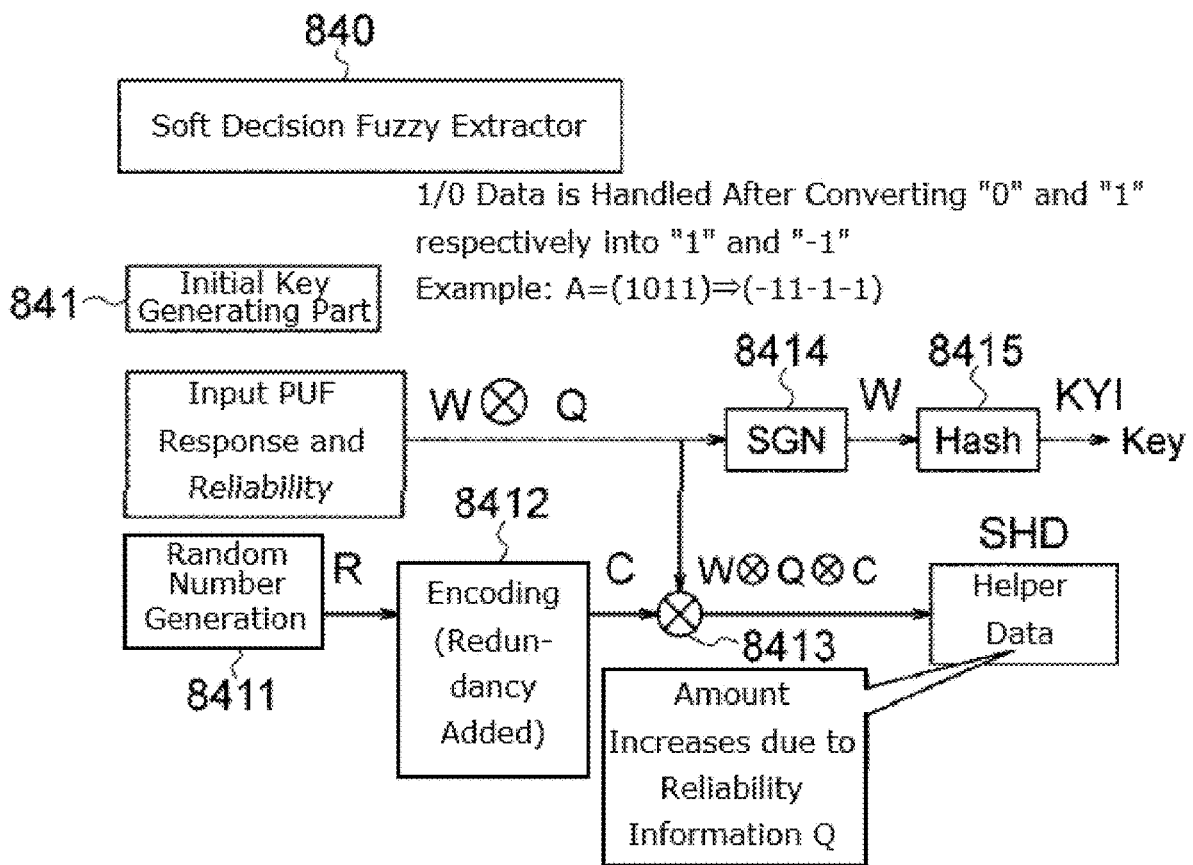 840
Soft Decision Fuzzy Extractor
1/0 Data is Handled After Converting "0" and "1"
respectively into "1" and "-1"
Example: A=(1011)⇒(-11-1-1)
841
Initial Key
Generating Part
Input PUF
Response and
Reliability
W⊗ Q
8414
SGN
W
8415
Hash
KYI
Key
Random
Number
Generation
8411
R
8412
Encoding
(Redun-
dancy
Added)
C
8413
W⊗Q⊗C
SHD
Helper
Data
Amount
Increases due to
Reliability
Information Q